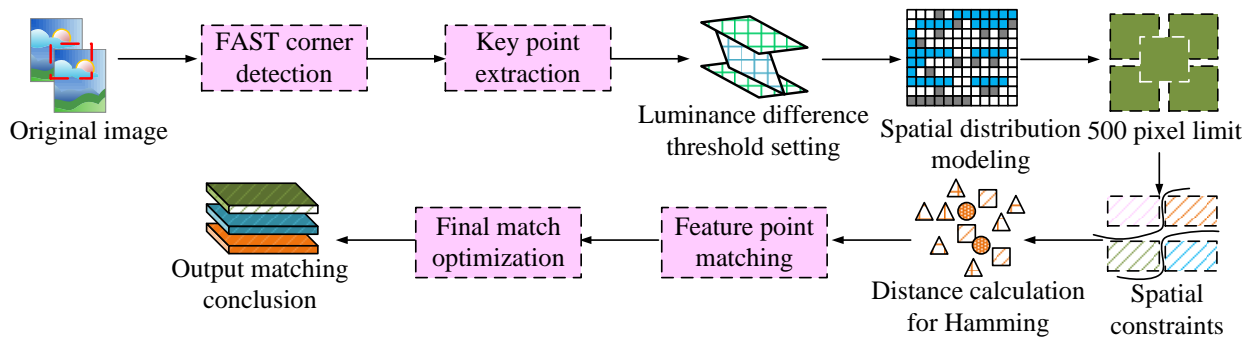 Original image
FAST corner
detection
Key point
extraction
Luminance difference
threshold setting
Spatial distribution
modeling
500 pixel limit
Spatial
constraints
Distance calculation
for Hamming
Feature point
matching
Final match
optimization
Output matching
conclusion